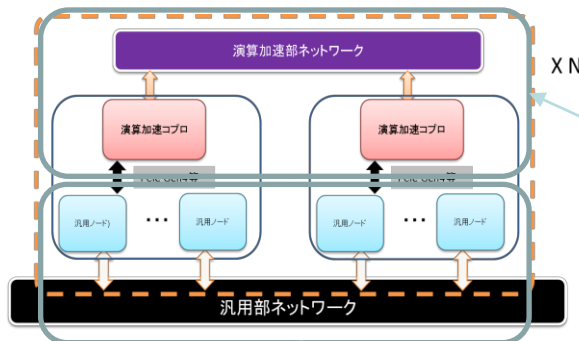 演算加速部ネットワーク
X N
演算加速コプロ
演算加速コプロ
汎用ノード)
...
汎用ノード
汎用ノード
...
汎用ノード
汎用部ネットワーク